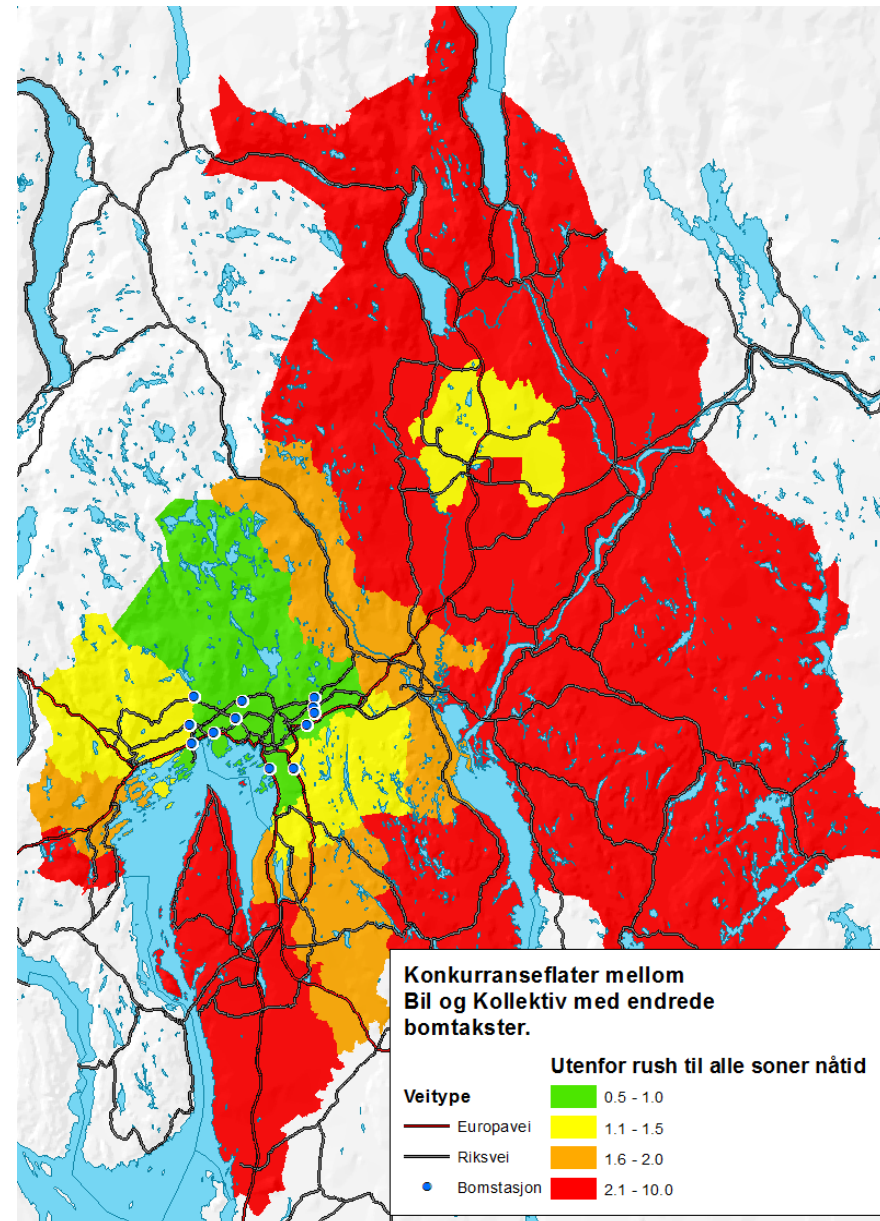 Konkurranseflater mellom
Bil og Kollektiv med endrede
bomtakster.
Utenfor rush til alle soner nåtid
Veitype
Europavei
Riksvei
Bomstasjon
0.5 - 1.0
1.1 - 1.5
1.6 - 2.0
2.1 - 10.0